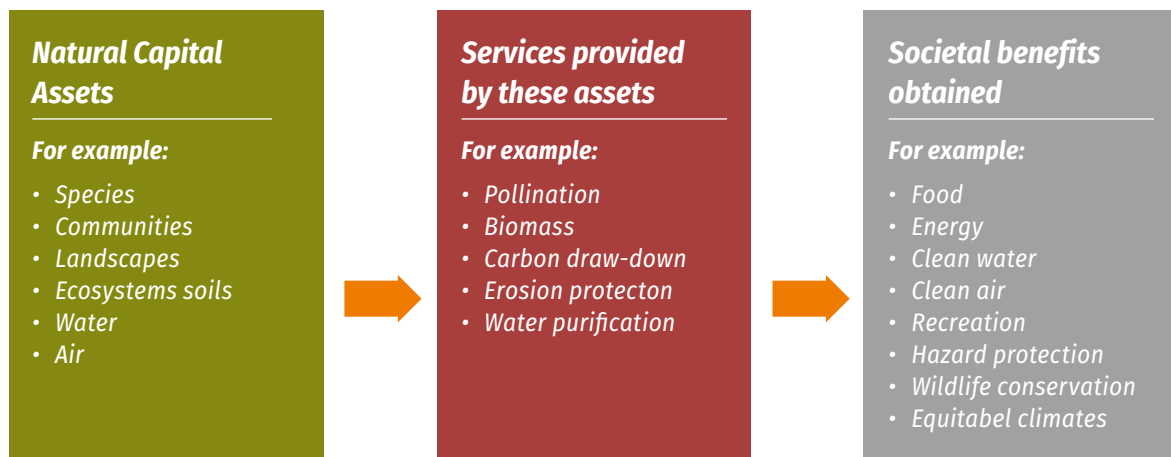 Natural Capital
Assets
For example:
• Species
• Communities
• Landscapes
• Ecosystems soils
• Water
• Air
Services provided
by these assets
For example:
• Pollination
• Biomass
• Carbon draw-down
• Erosion protecton
• Water purification
Societal benefits
obtained
For example:
• Food
• Energy
• Clean water
• Clean air
• Recreation
• Hazard protection
• Wildlife conservation
• Equitabel climates